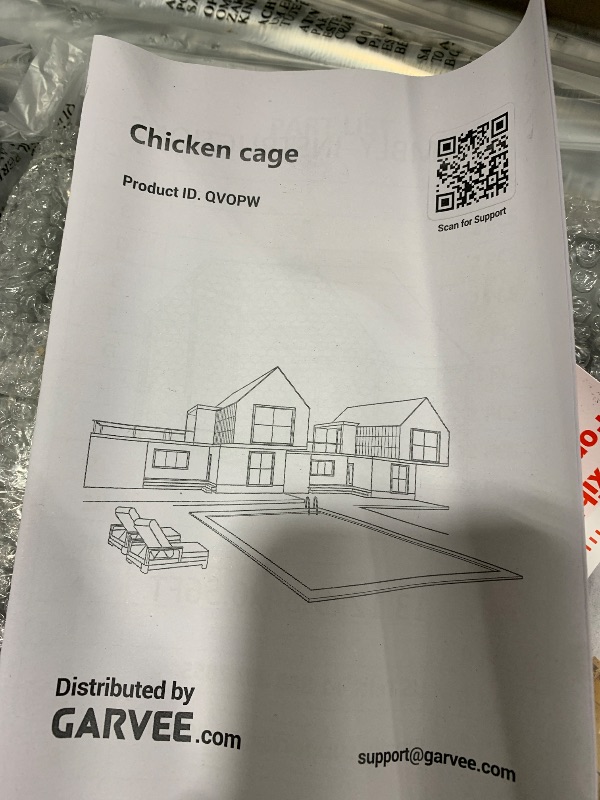 Chicken cage
Product ID. QVOPW
Scan for Support
Distributed by
GARVEE.com
support@garvee.com